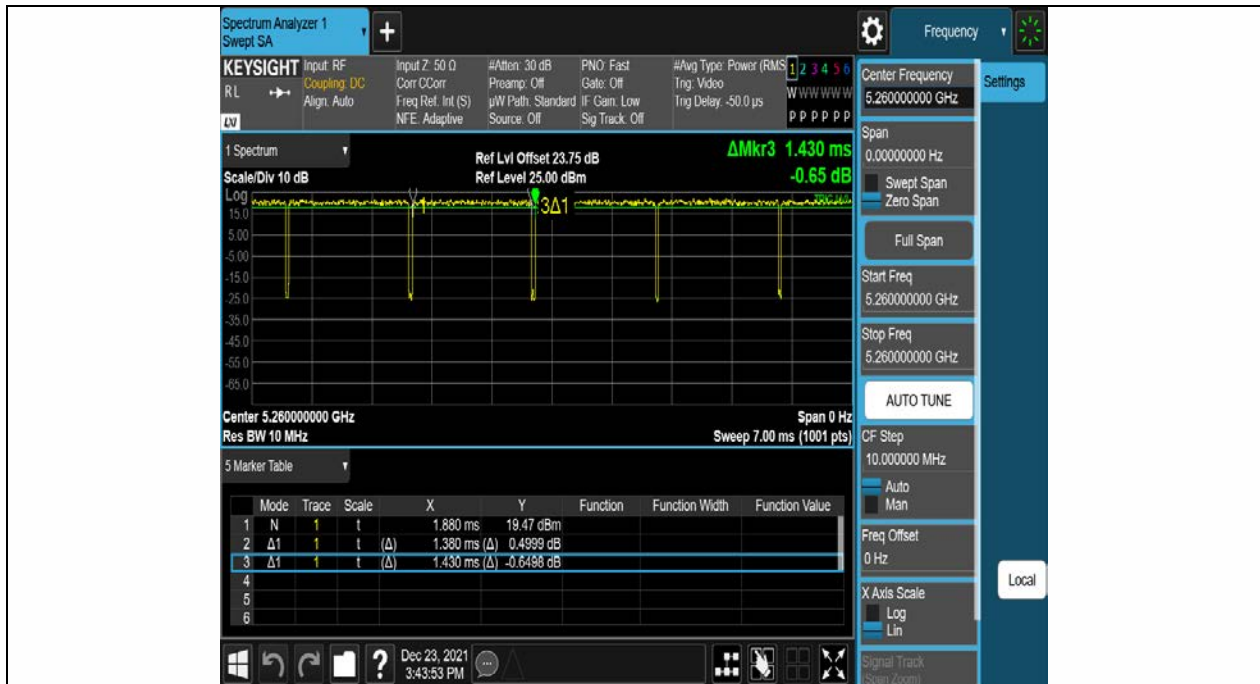 Spectrum Analyzer 1
Swept SA
Frequency
KEYSIGHT
RL
LXI
Input: RF
Coupling: DC
Align: Auto
Input Z: 50 Ω
Corr CCorr
Freq Ref: Int (S)
NFE: Adaptive
#Atten: 30 dB
Preamp: Off
µW Path: Standard
Source: Off
PNO: Fast
Gate: Off
IF Gain: Low
Sig Track: Off
#Avg Type: Power (RMS
Trig: Video
Trig Delay: -50.0 µs
1 2 3 4 5 6
W W W W W W
P P P P P P
1 Spectrum
Scale/Div 10 dB
Ref Lvl Offset 23.75 dB
Ref Level 25.00 dBm
ΔMkr3 1.430 ms
-0.65 dB
Log
15.0
5.00
-5.00
-15.0
-25.0
-35.0
-45.0
-55.0
-65.0
1
3Δ1
Center 5.260000000 GHz
Res BW 10 MHz
Span 0 Hz
Sweep 7.00 ms (1001 pts)
5 Marker Table
Mode Trace Scale X Y Function Function Width Function Value
1 N 1 t 1.880 ms 19.47 dBm
2 Δ1 1 t (Δ) 1.380 ms (Δ) 0.4999 dB
3 Δ1 1 t (Δ) 1.430 ms (Δ) -0.6498 dB
4
5
6
Dec 23, 2021
3:43:53 PM
Center Frequency
5.260000000 GHz
Span
0.00000000 Hz
Swept Span
Zero Span
Full Span
Start Freq
5.260000000 GHz
Stop Freq
5.260000000 GHz
AUTO TUNE
CF Step
10.000000 MHz
Auto
Man
Freq Offset
0 Hz
X Axis Scale
Log
Lin
Signal Track
(Span Zoom)
Settings
Local